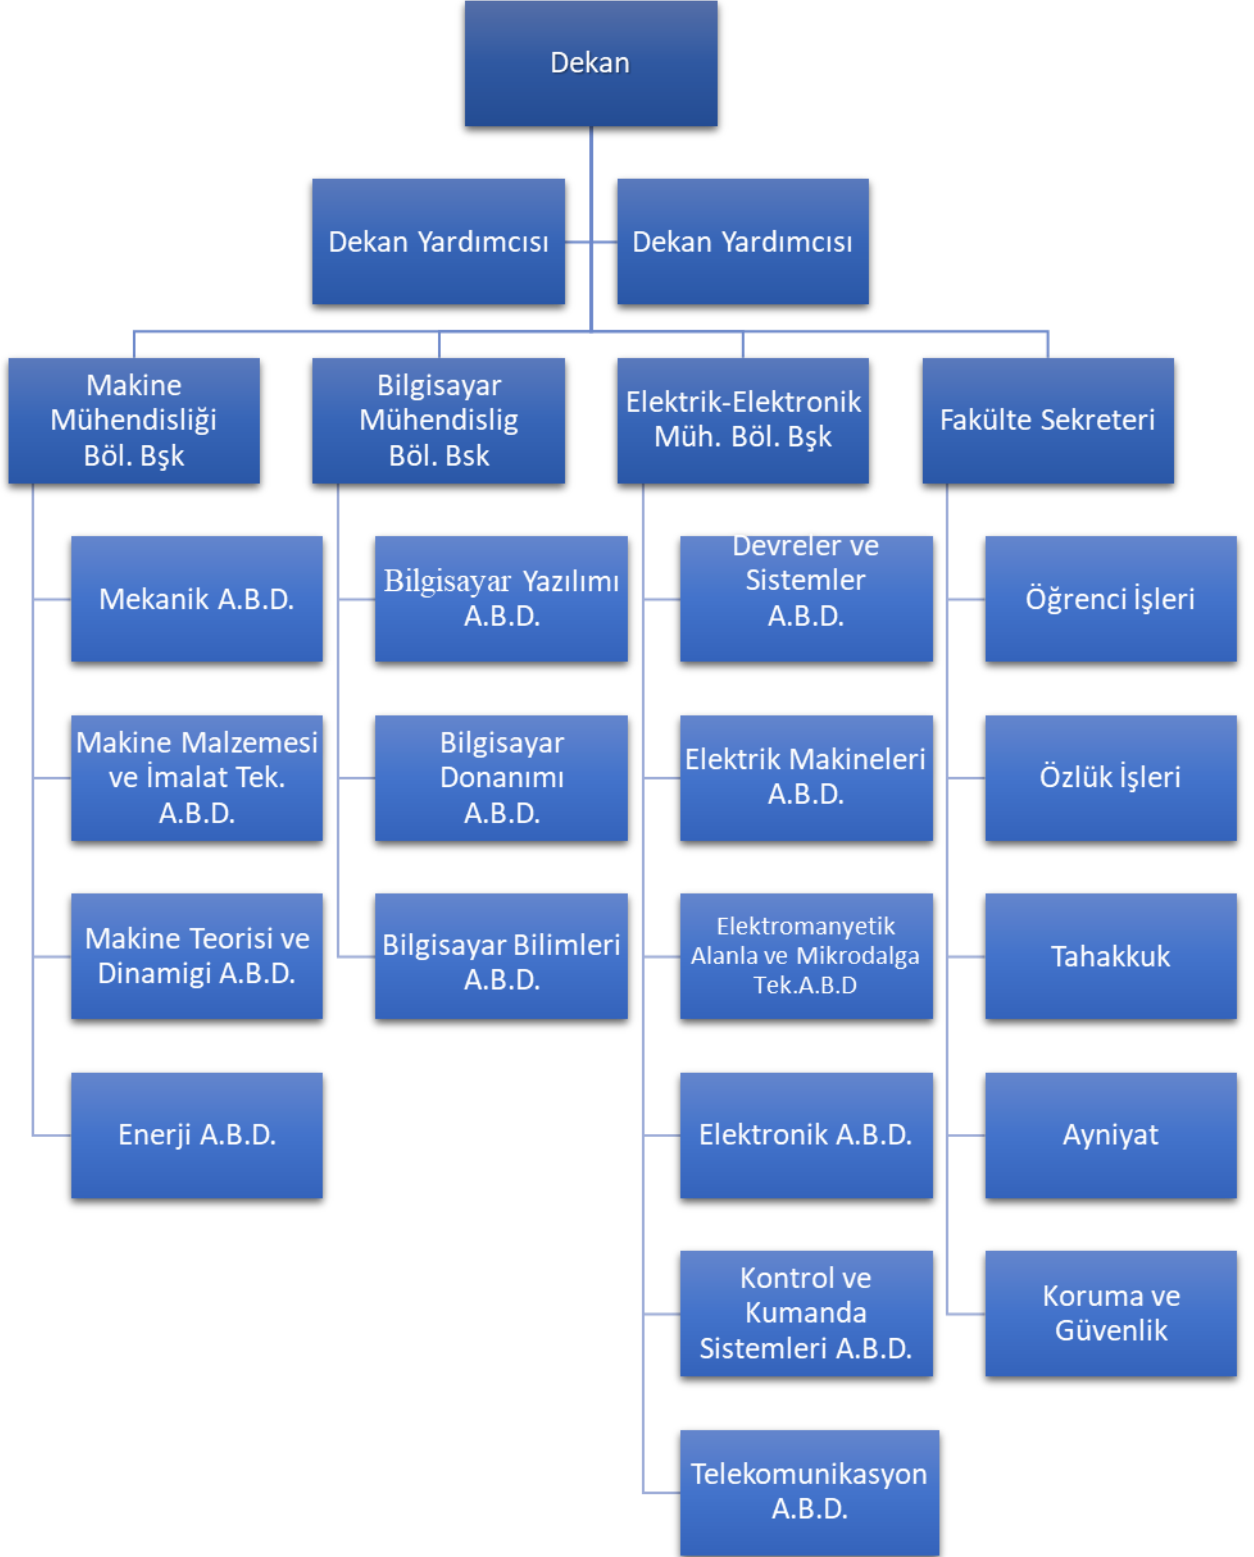 Dekan
Dekan Yardımcısı
Dekan Yardımcısı
Makine
Mühendisliği
Böl. Bşk
Bilgisayar
Mühendislig
Böl. Bsk
Elektrik-Elektronik
Müh. Böl. Bşk
Fakülte Sekreteri
Mekanik A.B.D.
Makine Malzemesi
ve İmalat Tek.
A.B.D.
Makine Teorisi ve
Dinamigi A.B.D.
Enerji A.B.D.
Bilgisayar Yazılımı
A.B.D.
Bilgisayar
Donanımı
A.B.D.
Bilgisayar Bilimleri
A.B.D.
Devreler ve
Sistemler
A.B.D.
Elektrik Makineleri
A.B.D.
Elektromanyetik
Alanla ve Mikrodalga
Tek.A.B.D
Elektronik A.B.D.
Kontrol ve
Kumanda
Sistemleri A.B.D.
Telekomunikasyon
A.B.D.
Öğrenci İşleri
Özlük İşleri
Tahakkuk
Ayniyat
Koruma ve
Güvenlik